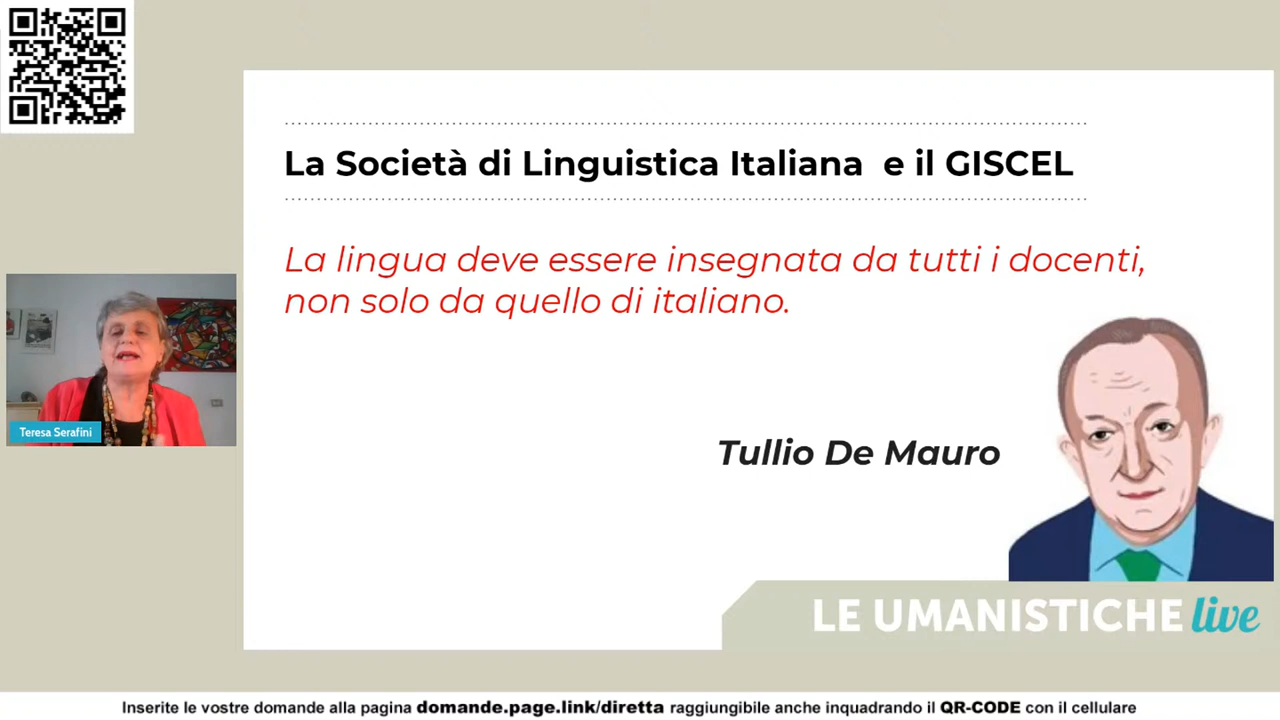 La Società di Linguistica Italiana e il GISCEL
La lingua deve essere insegnata da tutti i docenti,
non solo da quello di italiano.
Tullio De Mauro
Teresa Serafini
LE UMANISTICHE live
Inserite le vostre domande alla pagina domande.page.link/diretta raggiungibile anche inquadrando il QR-CODE con il cellulare